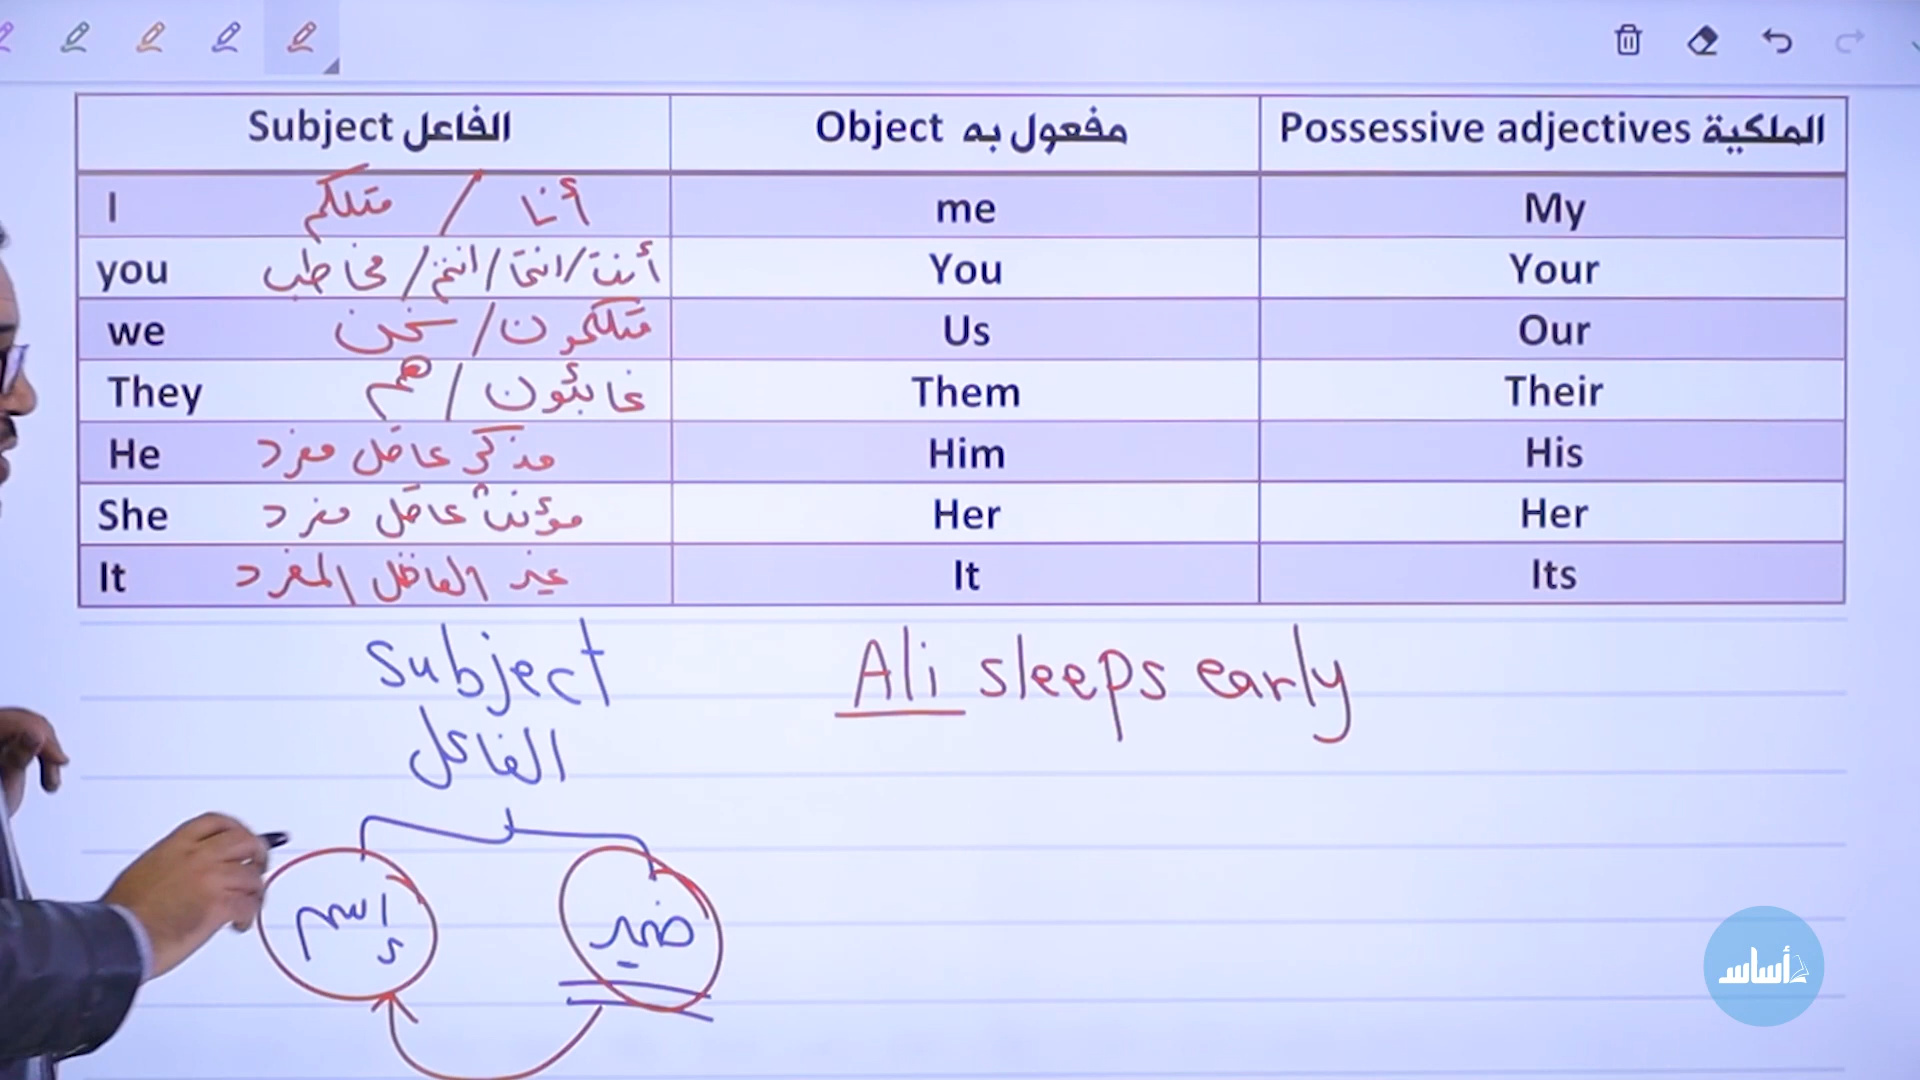 Subject الفاعل Object مفعول به Possessive adjectives الملكية
I أنا / متكلم me My
you أنت/انتما/انتم/مخاطب You Your
we متكلمون/نحن Us Our
They غائبون/هم Them Their
He مذكر عاقل مفرد Him His
She مؤنث عاقل مفرد Her Her
It غير العاقل المفرد It Its
Subject
الفاعل
Ali sleeps early
اسم ضمير
أساس